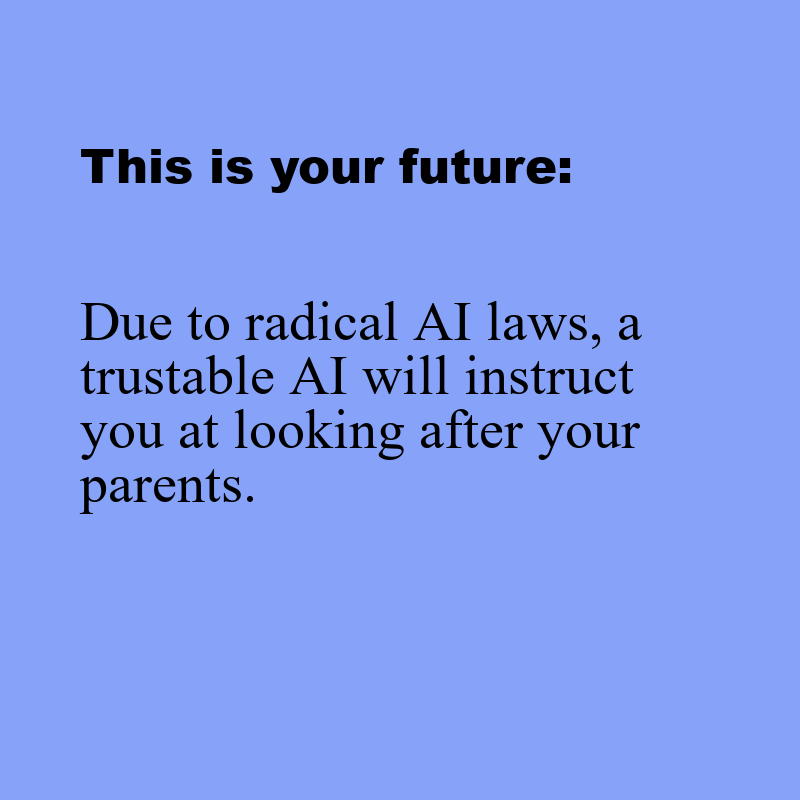 This is your future:
Due to radical AI laws, a
trustable AI will instruct
you at looking after your
parents.